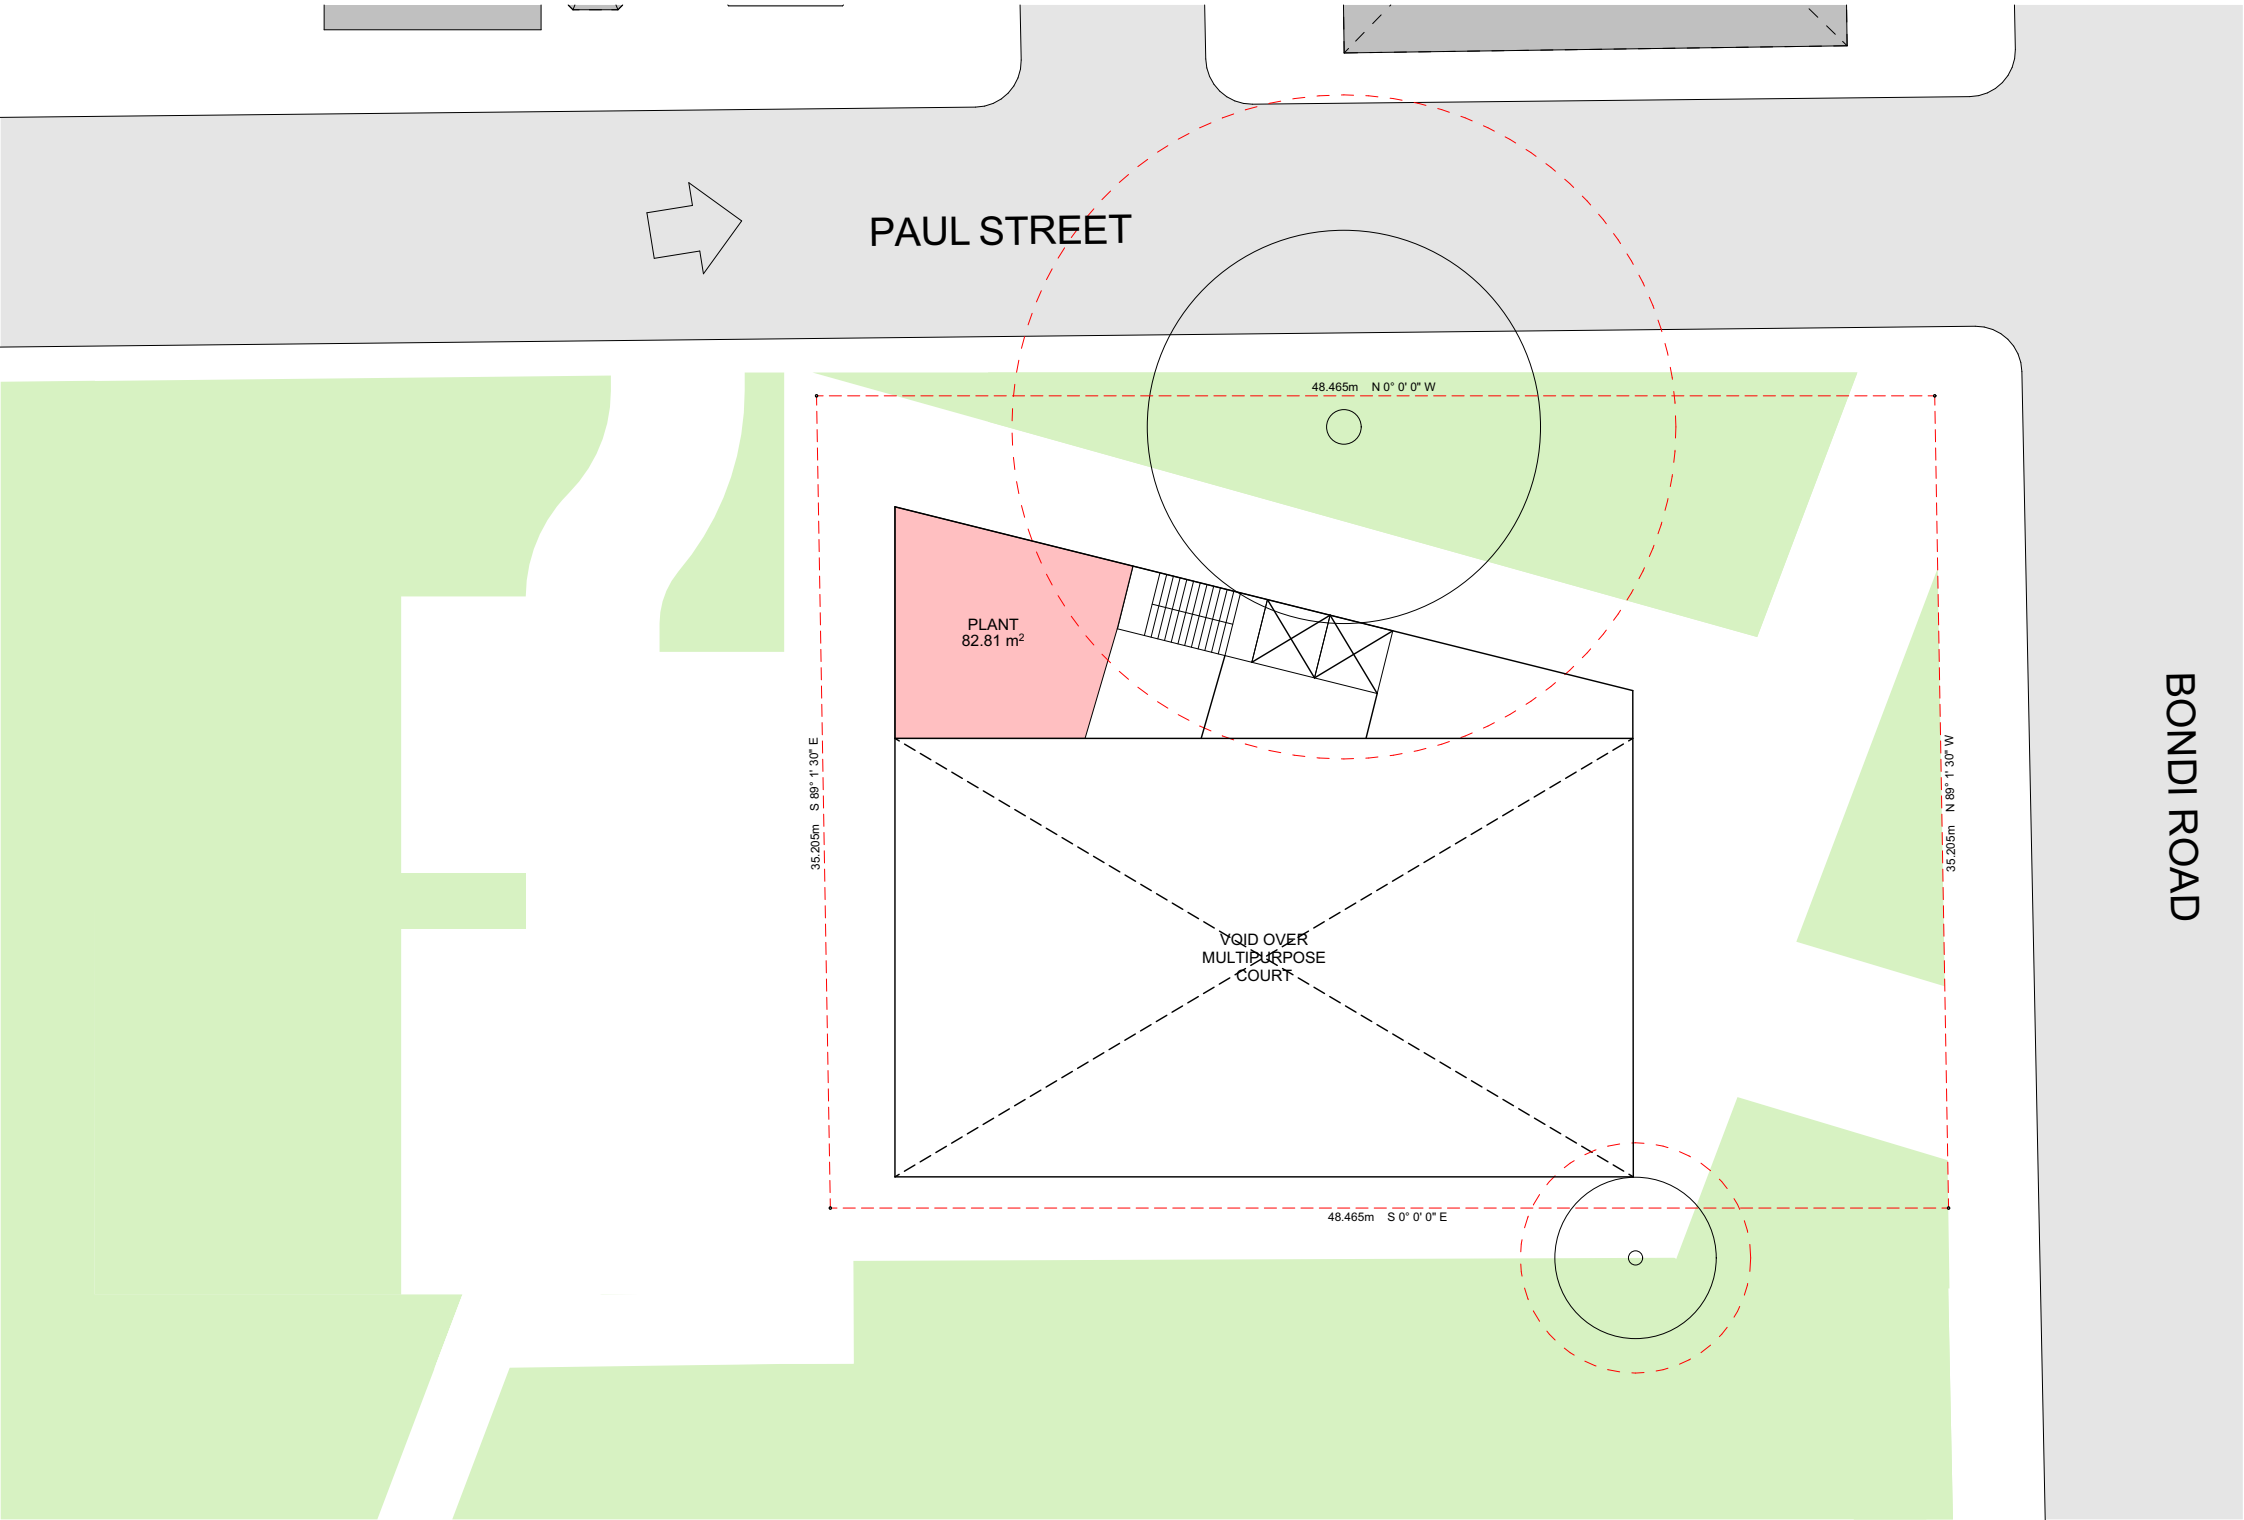 PAUL STREET
48.465m N 0° 0' 0" W
PLANT
82.81 m²
35.205m S 89° 1' 30" E
35.205m N 89° 1' 30" W
BONDI ROAD
VOID OVER
MULTIPURPOSE
COURT
48.465m S 0° 0' 0" E